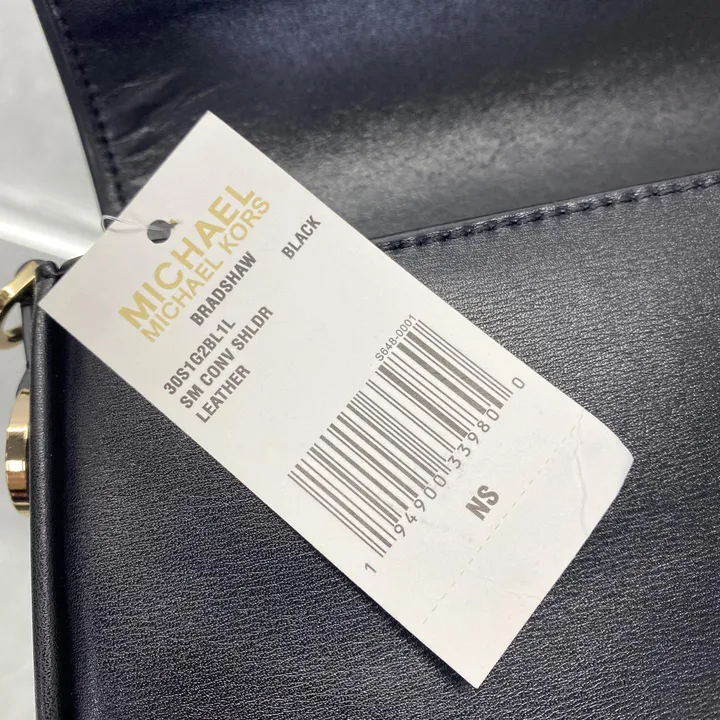 MICHAEL
MICHAEL KORS
BRADSHAW BLACK
30S1G2BL1L
SM CONV SHLDR
LEATHER
S648-0001
1 94900 33980 0
NS